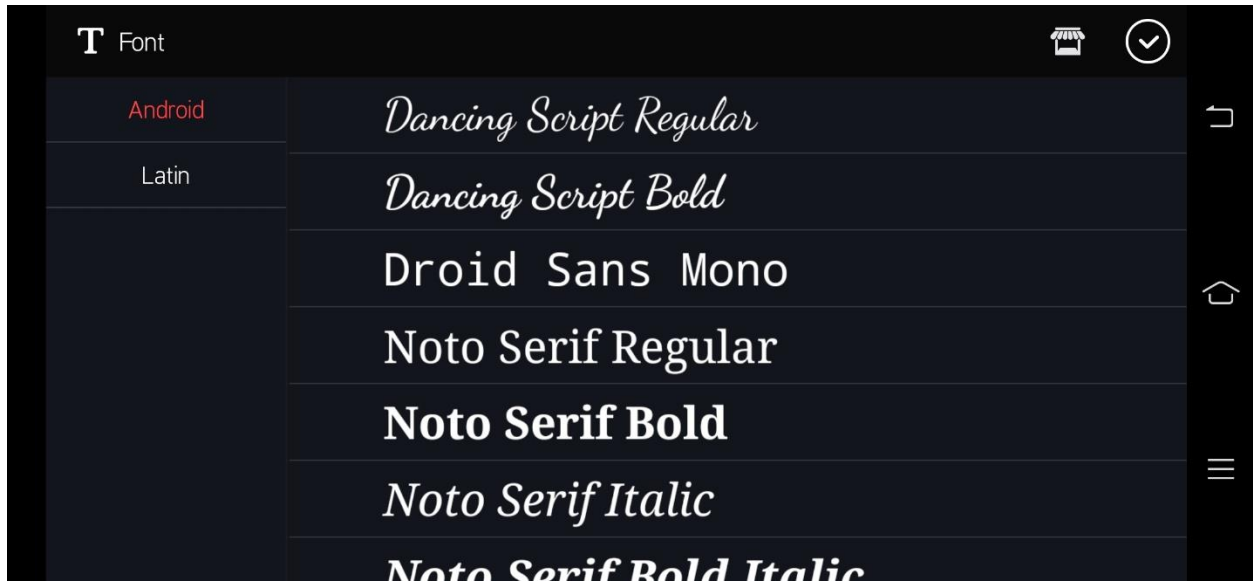 T Font
Android
Latin
Dancing Script Regular
Dancing Script Bold
Droid Sans Mono
Noto Serif Regular
Noto Serif Bold
Noto Serif Italic
Noto Serif Bold Italic